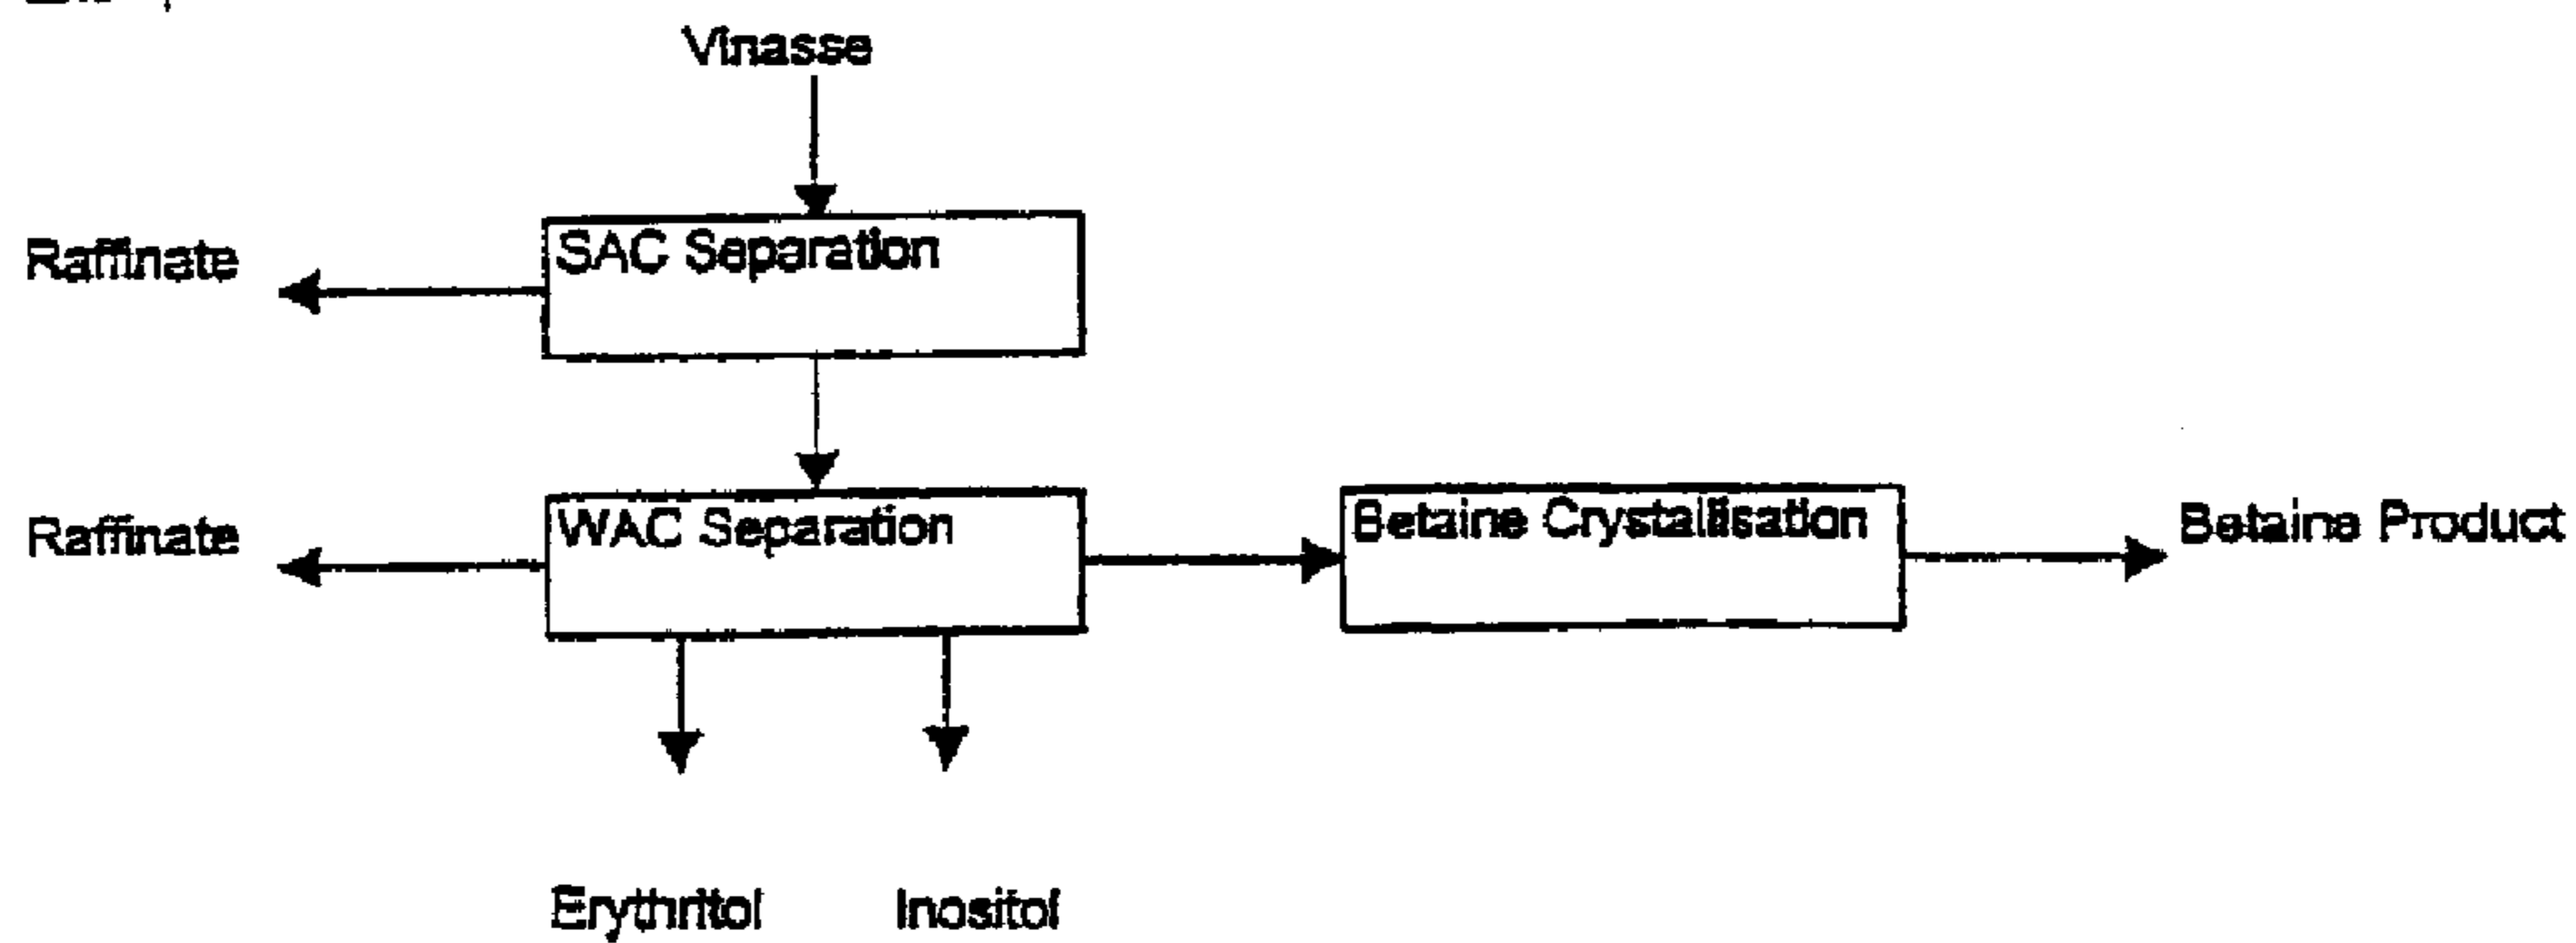 Vinasse
SAC Separation
Raffinate
WAC Separation
Raffinate
Betaine Crystallisation
Betaine Product
Erythritol
Inositol